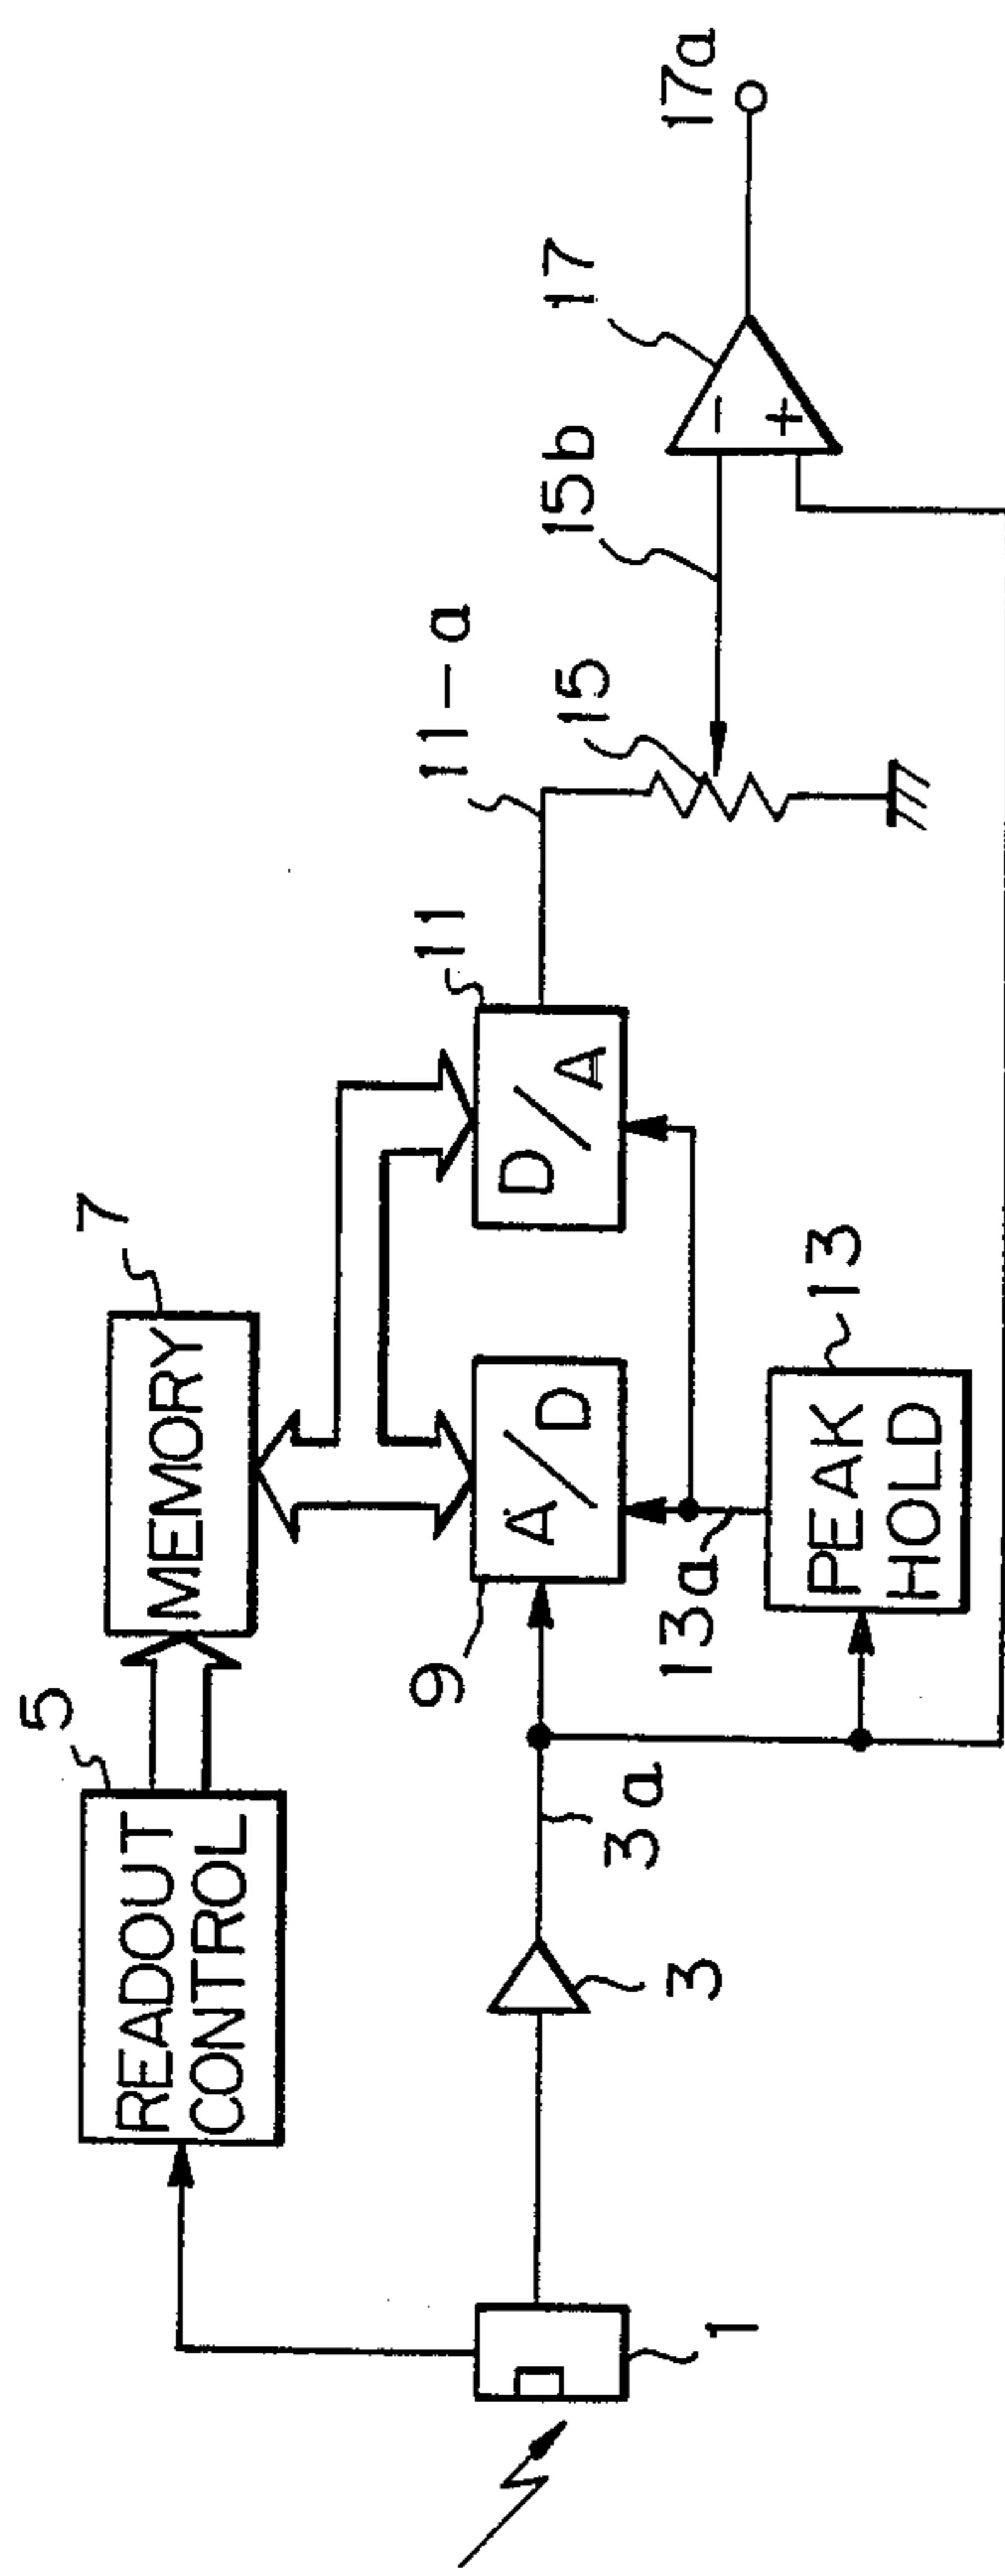 READOUT
CONTROL
5
MEMORY
7
1
3
3a
A/D
9
D/A
11
11-a
PEAK
HOLD
13
13a
15
15b
-
+
17
17a